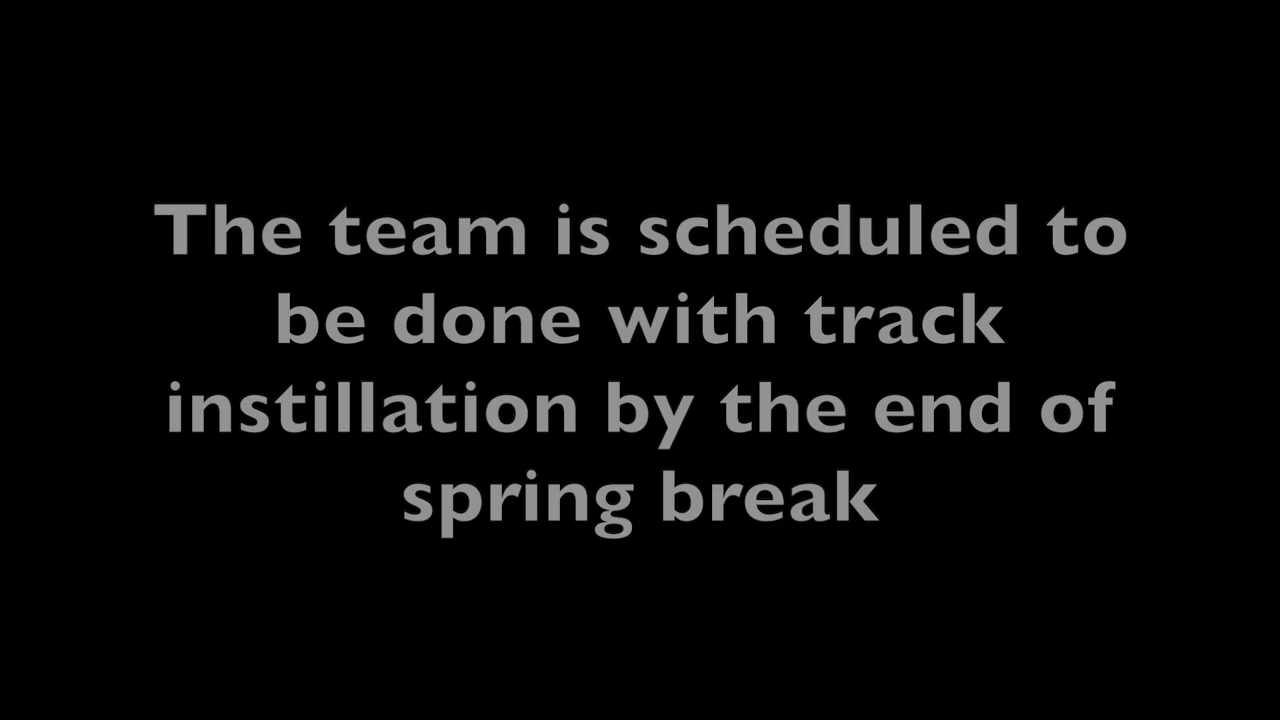 The team is scheduled to
be done with track
instillation by the end of
spring break